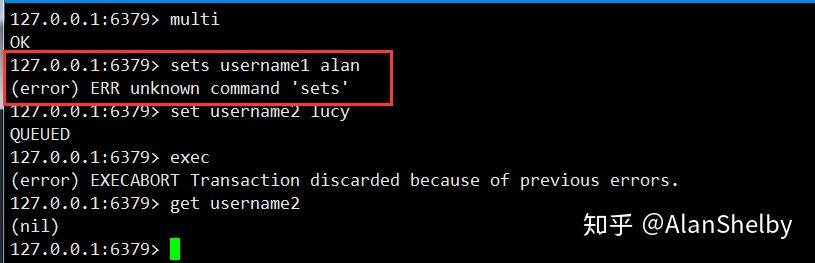 127.0.0.1:6379> multi
OK
127.0.0.1:6379> sets username1 alan
(error) ERR unknown command 'sets'
127.0.0.1:6379> set username2 lucy
QUEUED
127.0.0.1:6379> exec
(error) EXECABORT Transaction discarded because of previous errors.
127.0.0.1:6379> get username2
(nil)
127.0.0.1:6379>
知乎 @AlanShelby